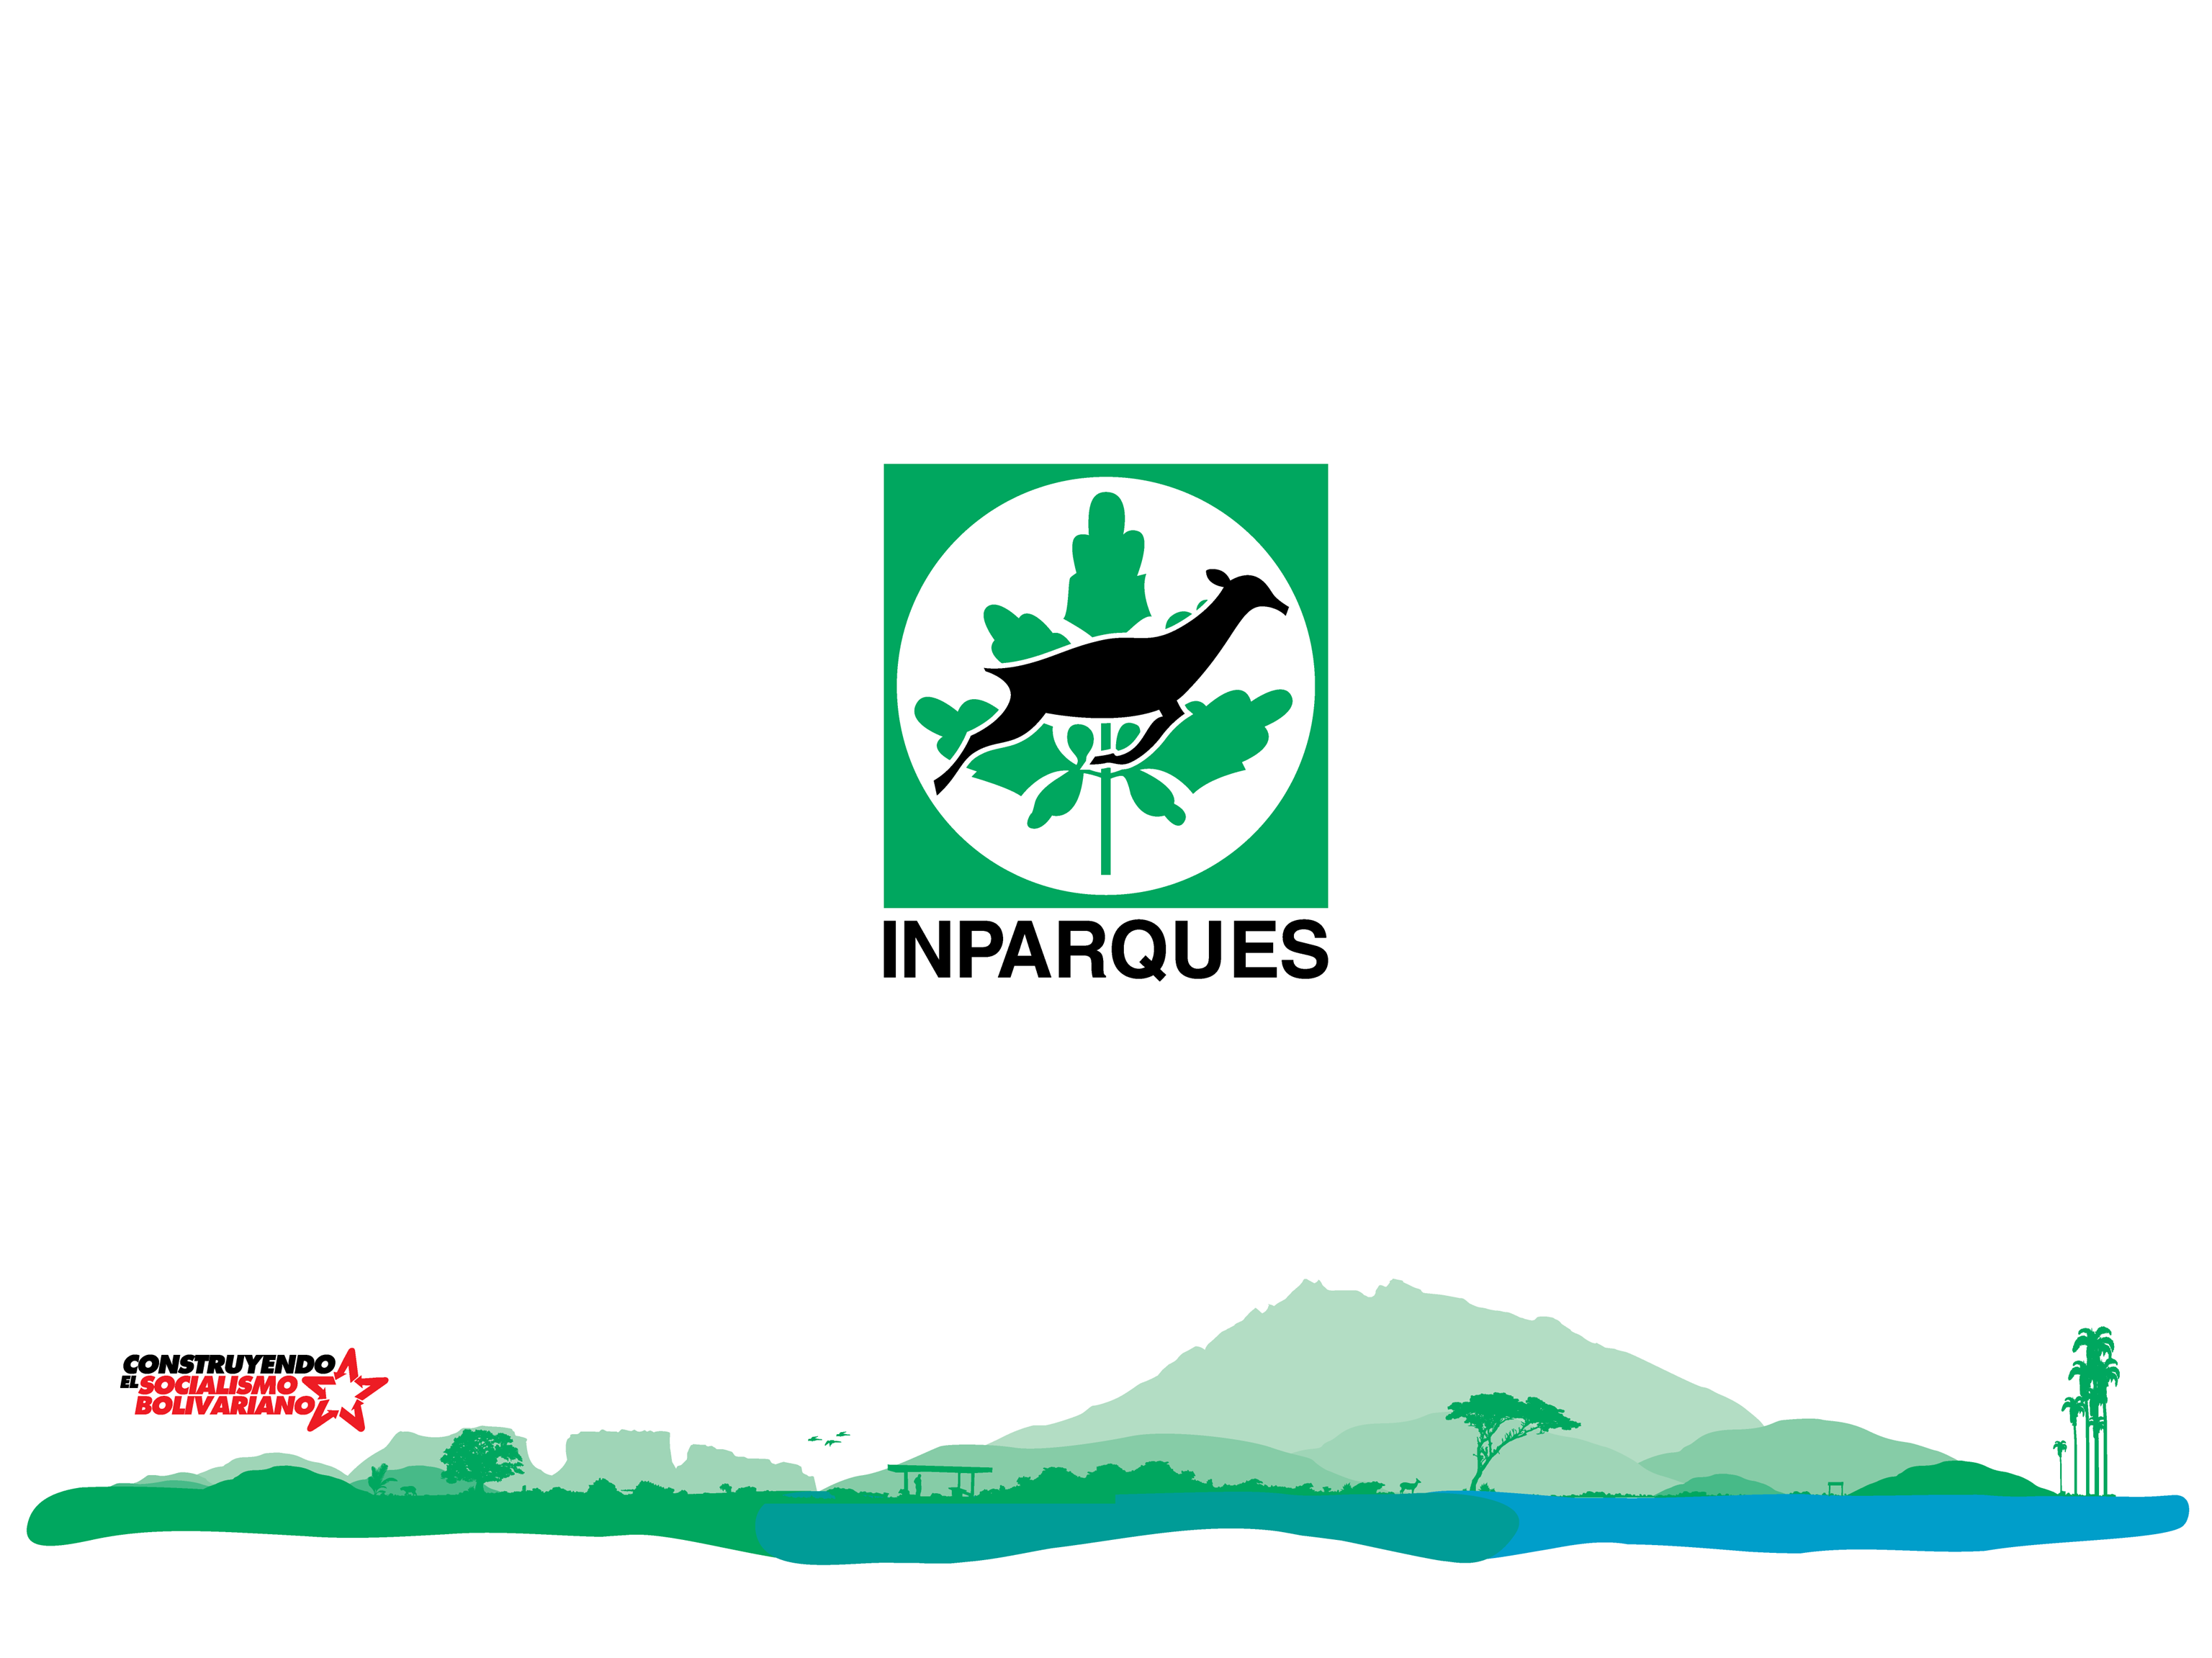 INPARQUES
CONSTRUYENDO
EL SOCIALISMO
BOLIVARIANO